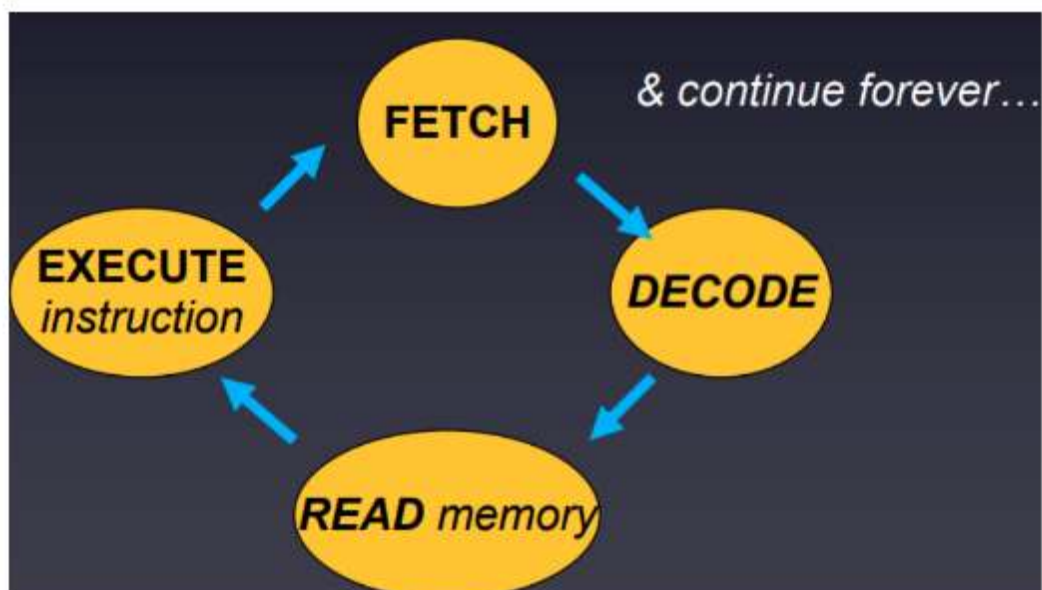 FETCH
& continue forever…
DECODE
READ memory
EXECUTE
instruction